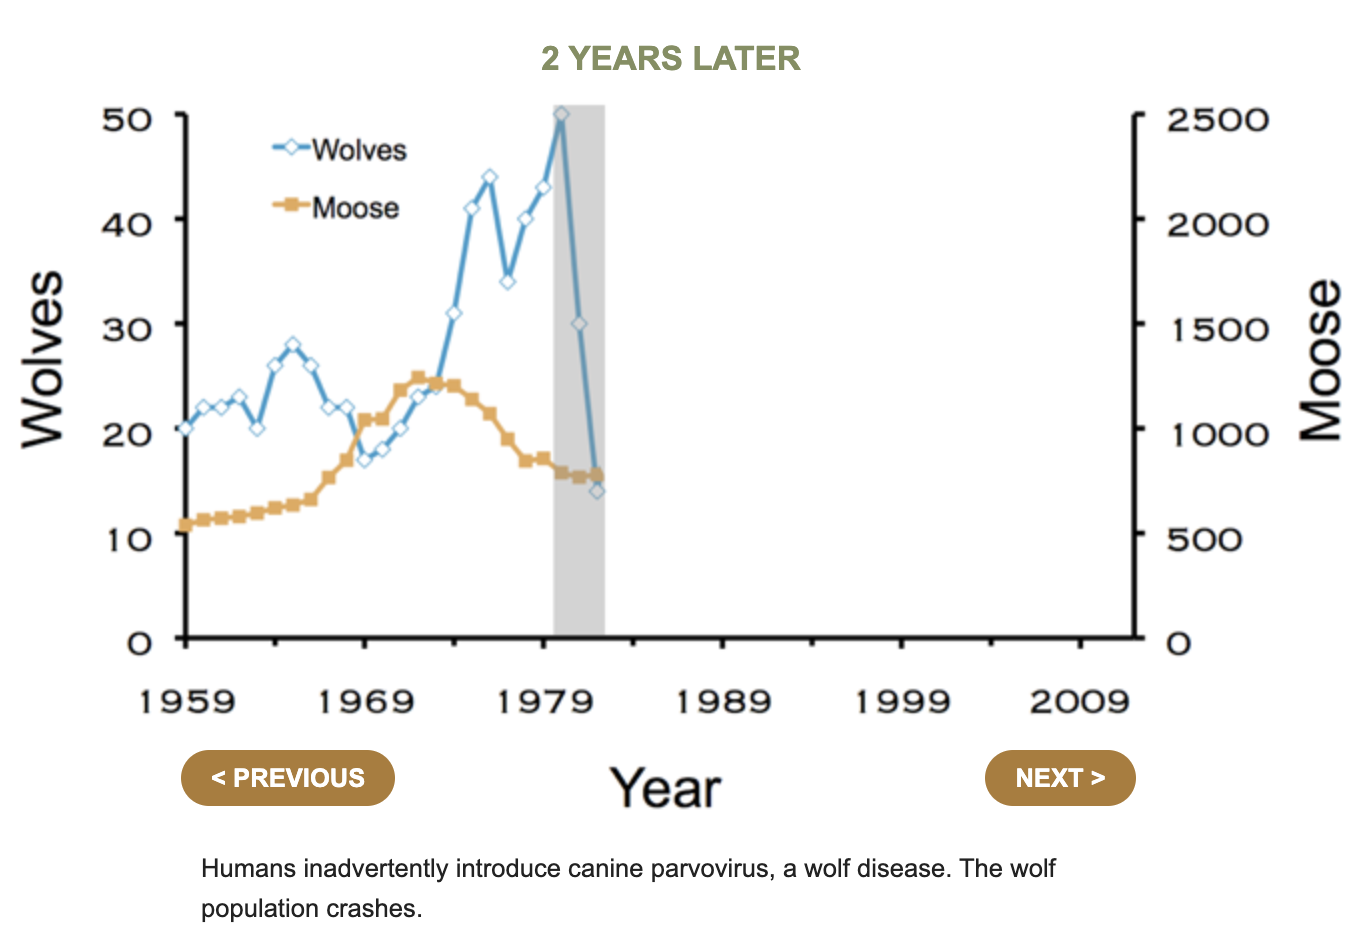 2 YEARS LATER
50
2500
Wolves
Moose
40
2000
30
1500
20
1000
10
500
0
0
Wolves
Moose
1959
1969
1979
1989
1999
2009
< PREVIOUS
Year
NEXT >
Humans inadvertently introduce canine parvovirus, a wolf disease. The wolf
population crashes.